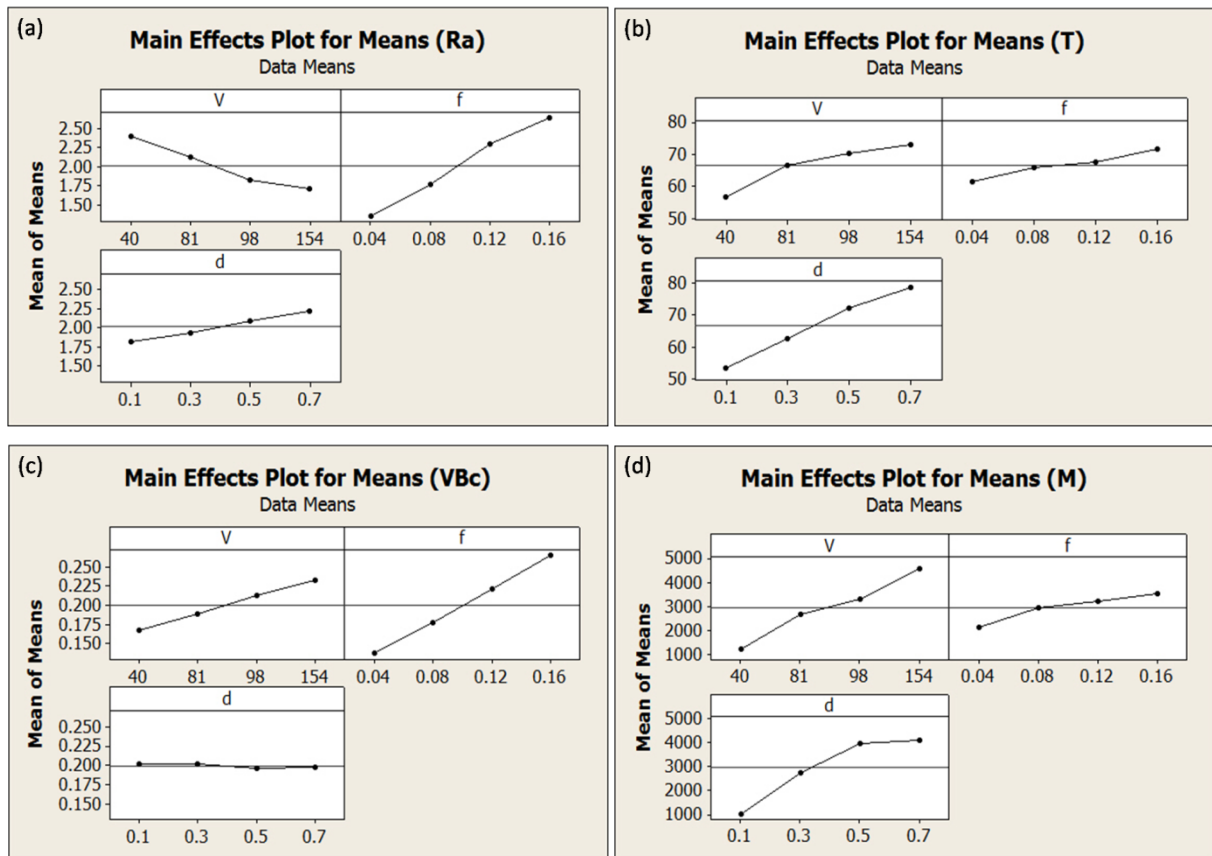 (a)
Main Effects Plot for Means (Ra)
Data Means
V f
2.50
2.25
2.00
1.75
1.50
40 81 98 154 0.04 0.08 0.12 0.16
d
2.50
2.25
2.00
1.75
1.50
0.1 0.3 0.5 0.7
Mean of Means
(b)
Main Effects Plot for Means (T)
Data Means
V f
80
70
60
50
40 81 98 154 0.04 0.08 0.12 0.16
d
80
70
60
50
0.1 0.3 0.5 0.7
Mean of Means
(c)
Main Effects Plot for Means (VBc)
Data Means
V f
0.250
0.225
0.200
0.175
0.150
40 81 98 154 0.04 0.08 0.12 0.16
d
0.250
0.225
0.200
0.175
0.150
0.1 0.3 0.5 0.7
Mean of Means
(d)
Main Effects Plot for Means (M)
Data Means
V f
5000
4000
3000
2000
1000
40 81 98 154 0.04 0.08 0.12 0.16
d
5000
4000
3000
2000
1000
0.1 0.3 0.5 0.7
Mean of Means